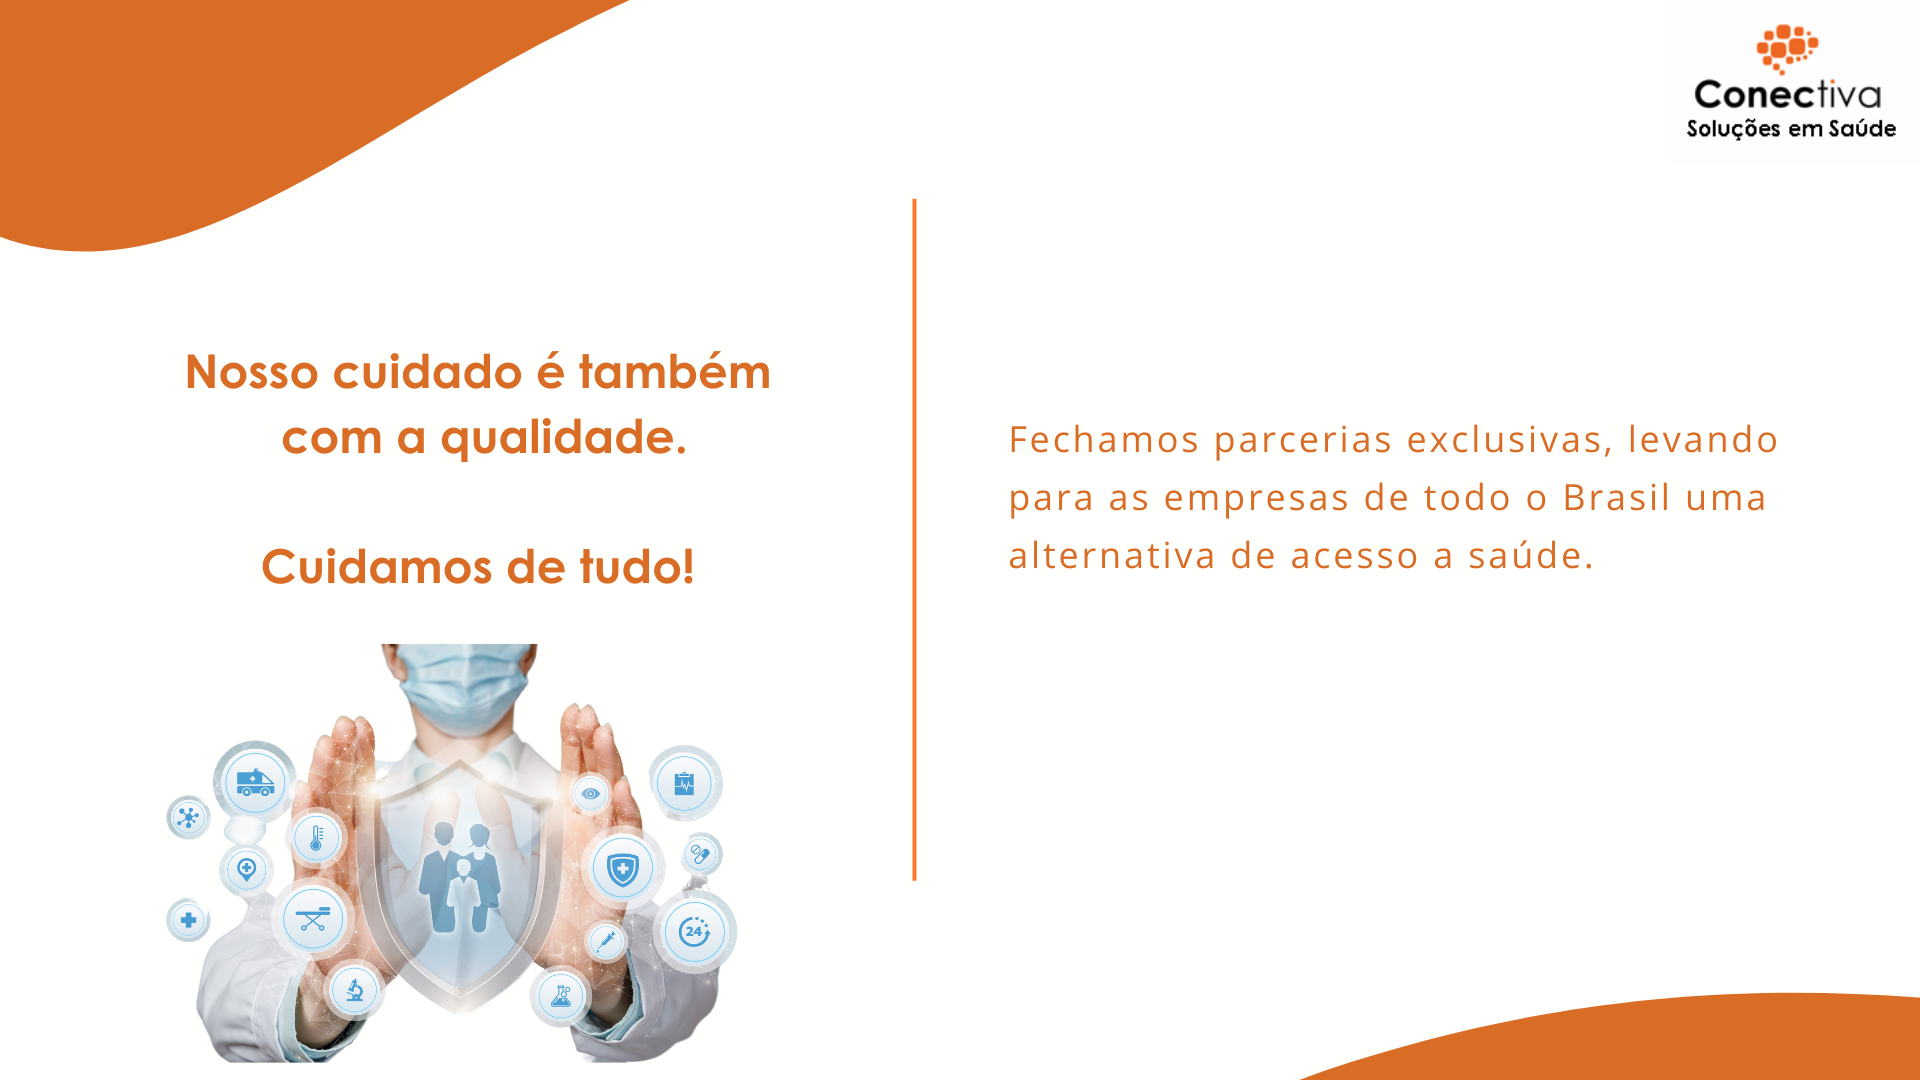 Conectiva
Soluções em Saúde
Nosso cuidado é também
com a qualidade.
Cuidamos de tudo!
Fechamos parcerias exclusivas, levando
para as empresas de todo o Brasil uma
alternativa de acesso a saúde.
24